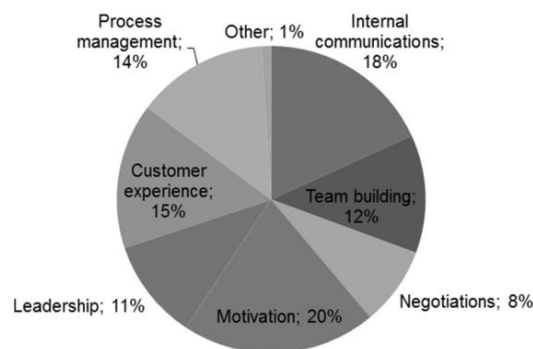 Process
management;
14%
Other; 1%
Internal
communications;
18%
Customer
experience;
15%
Team building;
12%
Leadership; 11%
Motivation; 20%
Negotiations; 8%